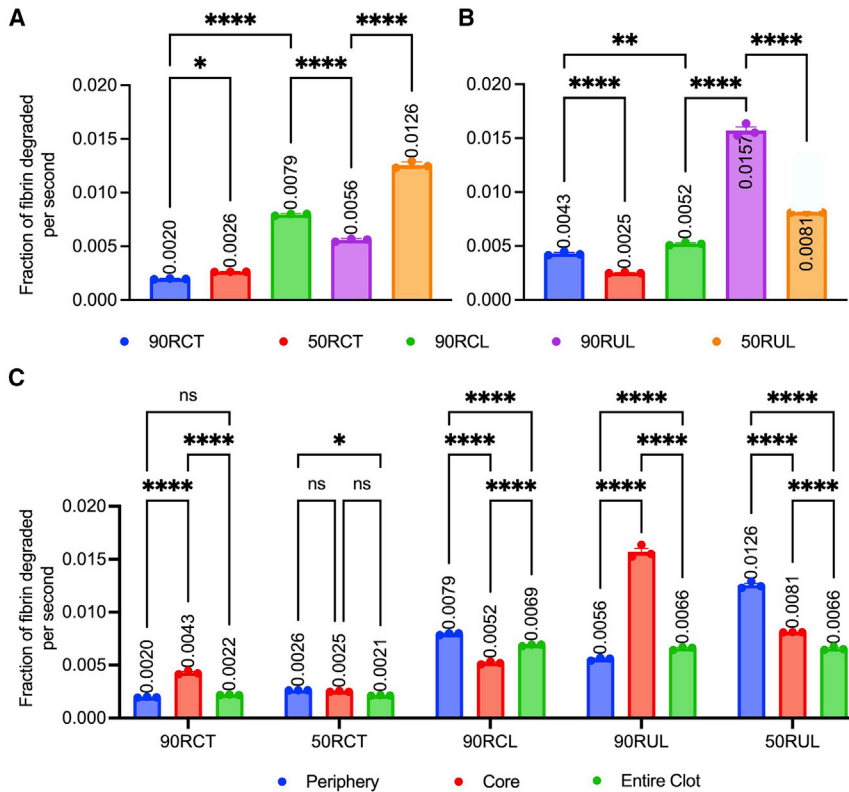 A
B
****
****
*
****
**
****
****
****
0.020
0.015
0.010
0.005
0.000
Fraction of fibrin degraded
per second
0.0020
0.0026
0.0079
0.0056
0.0126
0.020
0.015
0.010
0.005
0.000
0.0043
0.0025
0.0052
0.0157
0.0081
90RCT
50RCT
90RCL
90RUL
50RUL
C
ns
****
****
*
ns
ns
****
****
****
****
****
****
****
****
****
0.020
0.015
0.010
0.005
0.000
Fraction of fibrin degraded
per second
0.0020
0.0043
0.0022
0.0026
0.0025
0.0021
0.0079
0.0052
0.0069
0.0056
0.0066
0.0126
0.0081
0.0066
90RCT
50RCT
90RCL
90RUL
50RUL
Periphery
Core
Entire Clot